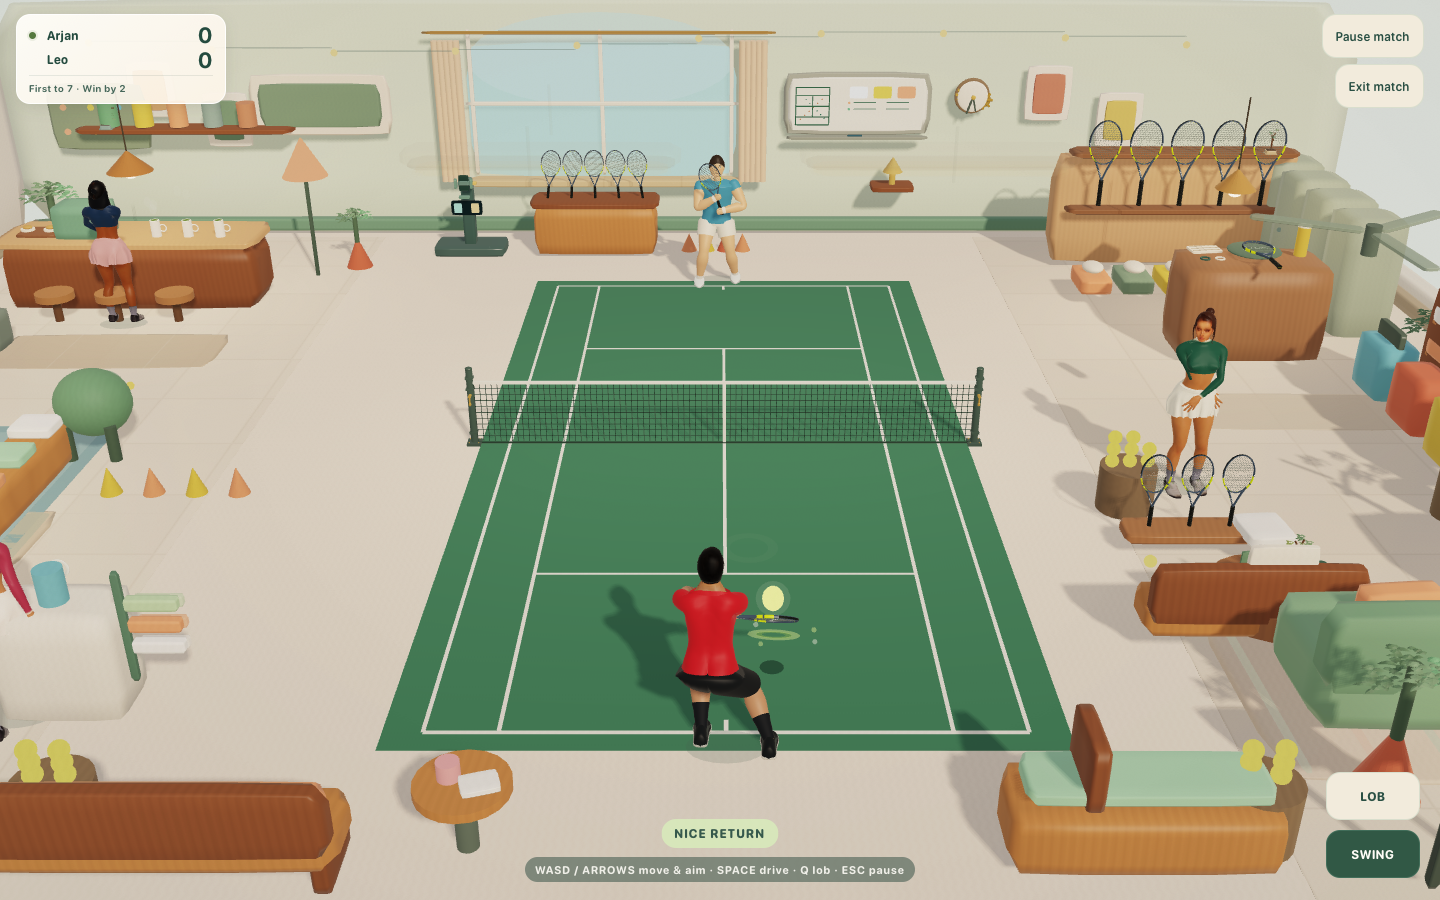 Arjan 0
Leo 0
First to 7 · Win by 2
Pause match
Exit match
LOB
SWING
NICE RETURN
WASD / ARROWS move & aim · SPACE drive · Q lob · ESC pause